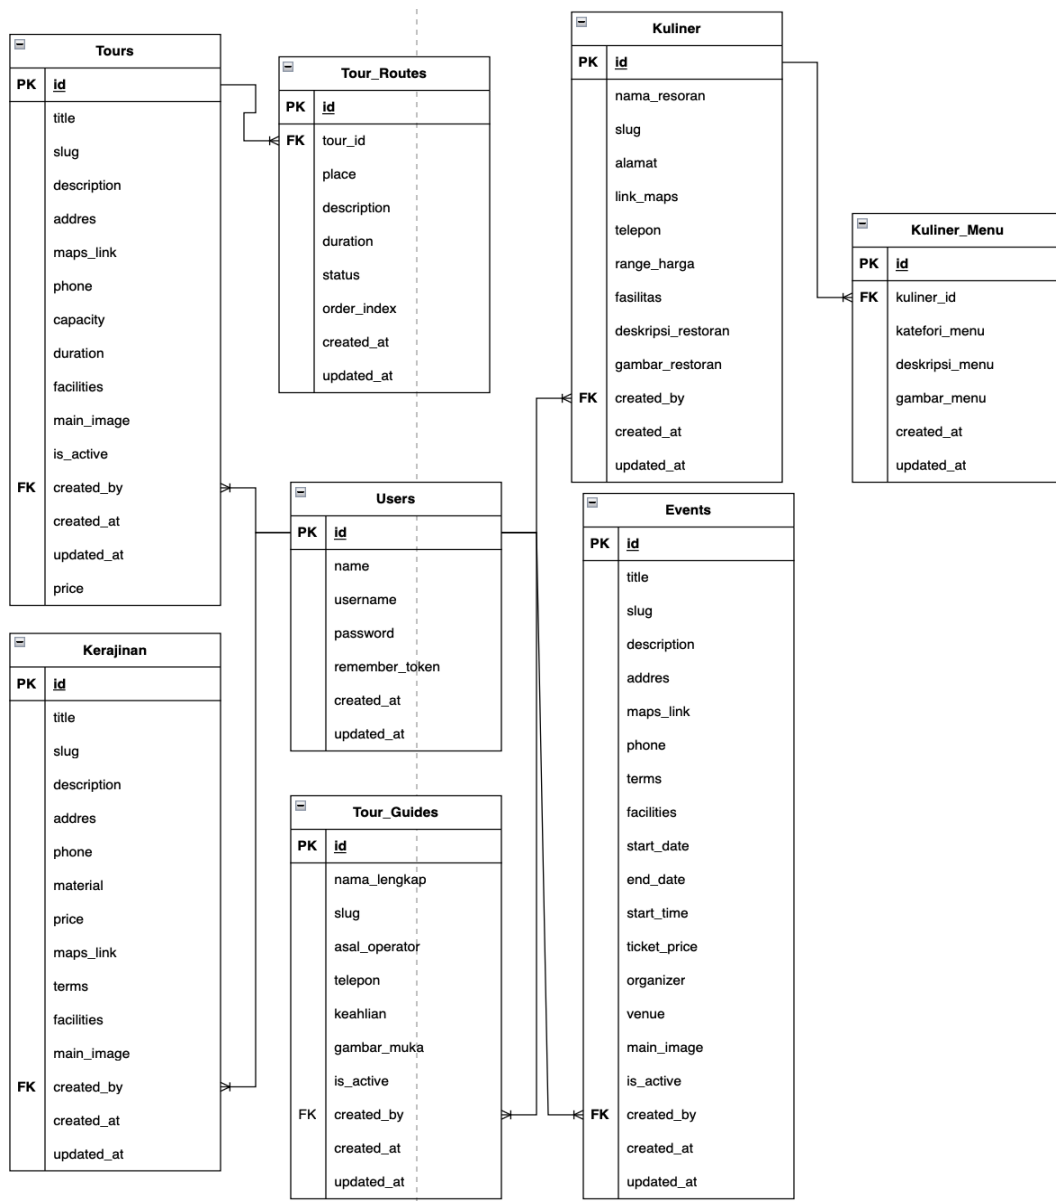 Tours
PK id
title
slug
description
addres
maps_link
phone
capacity
duration
facilities
main_image
is_active
FK created_by
created_at
updated_at
price
Tour_Routes
PK id
FK tour_id
place
description
duration
status
order_index
created_at
updated_at
Kuliner
PK id
nama_resoran
slug
alamat
link_maps
telepon
range_harga
fasilitas
deskripsi_restoran
gambar_restoran
FK created_by
created_at
updated_at
Kuliner_Menu
PK id
FK kuliner_id
katefori_menu
deskripsi_menu
gambar_menu
created_at
updated_at
Users
PK id
name
username
password
remember_token
created_at
updated_at
Events
PK id
title
slug
description
addres
maps_link
phone
terms
facilities
start_date
end_date
start_time
ticket_price
organizer
venue
main_image
is_active
FK created_by
created_at
updated_at
Kerajinan
PK id
title
slug
description
addres
phone
material
price
maps_link
terms
facilities
main_image
FK created_by
created_at
updated_at
Tour_Guides
PK id
nama_lengkap
slug
asal_operator
telepon
keahlian
gambar_muka
is_active
FK created_by
created_at
updated_at